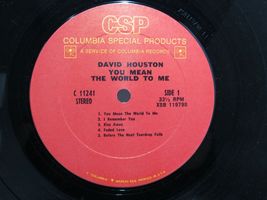 CSP
COLUMBIA SPECIAL PRODUCTS
A SERVICE OF COLUMBIA RECORDS
DAVID HOUSTON
YOU MEAN
THE WORLD TO ME
C 11241
STEREO
SIDE 1
33⅓ RPM
XSB 119790
1. You Mean The World To Me
2. I Remember You
3. Kiss Away
4. Faded Love
5. Before The Next Teardrop Falls